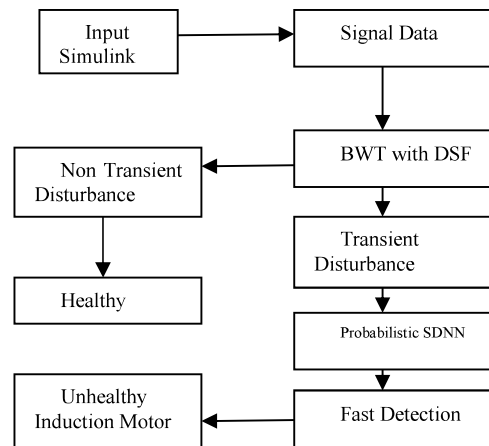 Input
Simulink
Signal Data
BWT with DSF
Non Transient
Disturbance
Transient
Disturbance
Healthy
Probabilistic SDNN
Unhealthy
Induction Motor
Fast Detection